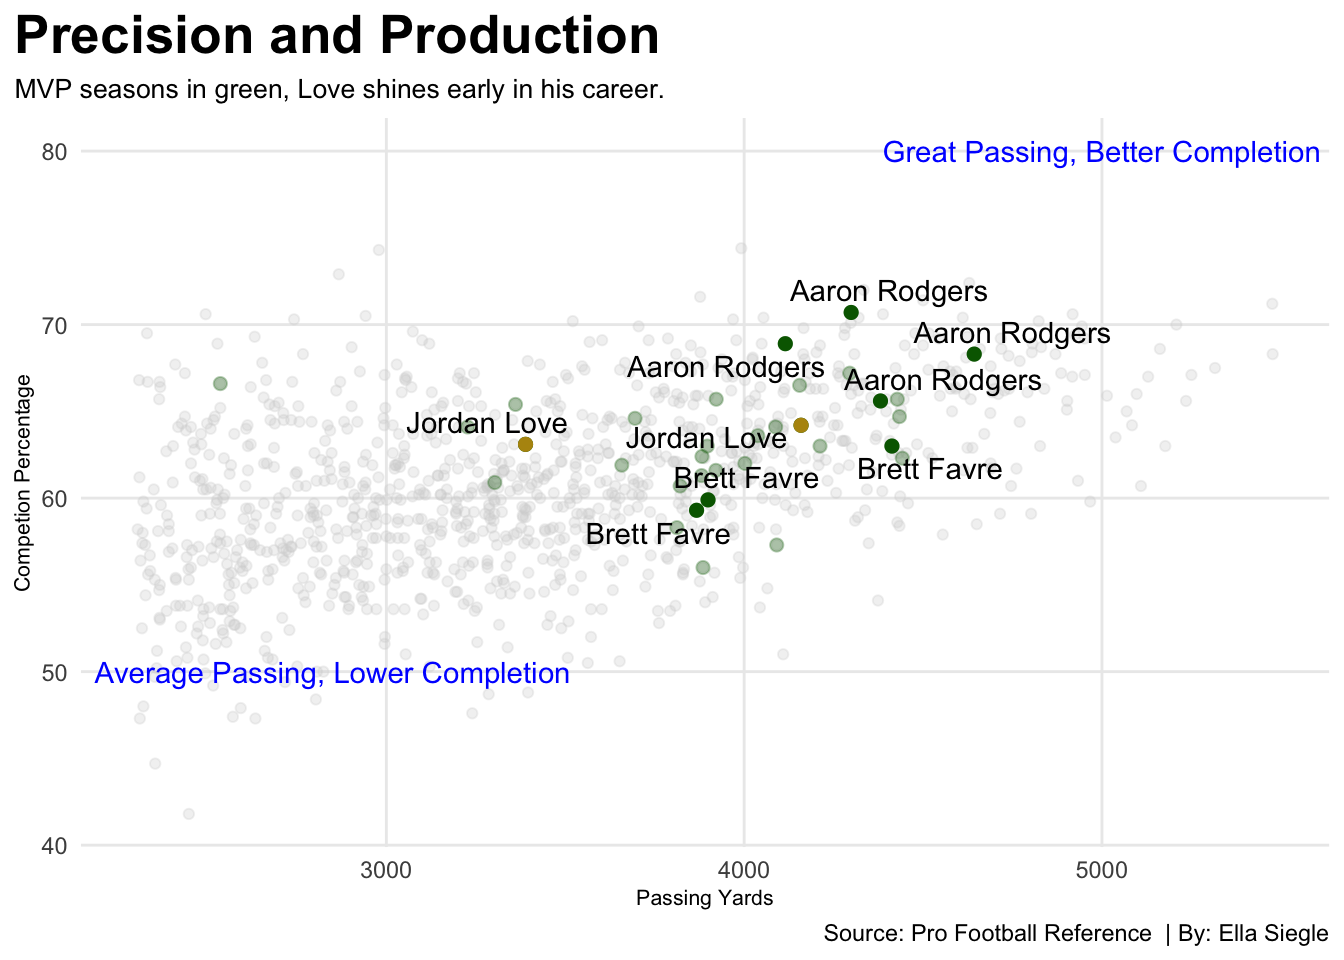 Precision and Production
MVP seasons in green, Love shines early in his career.
80
Great Passing, Better Completion
Aaron Rodgers
70
Aaron Rodgers
Aaron Rodgers
Aaron Rodgers
Jordan Love
Jordan Love
Brett Favre
Brett Favre
60
Brett Favre
50
Average Passing, Lower Completion
40
Competion Percentage
3000
4000
5000
Passing Yards
Source: Pro Football Reference | By: Ella Siegle